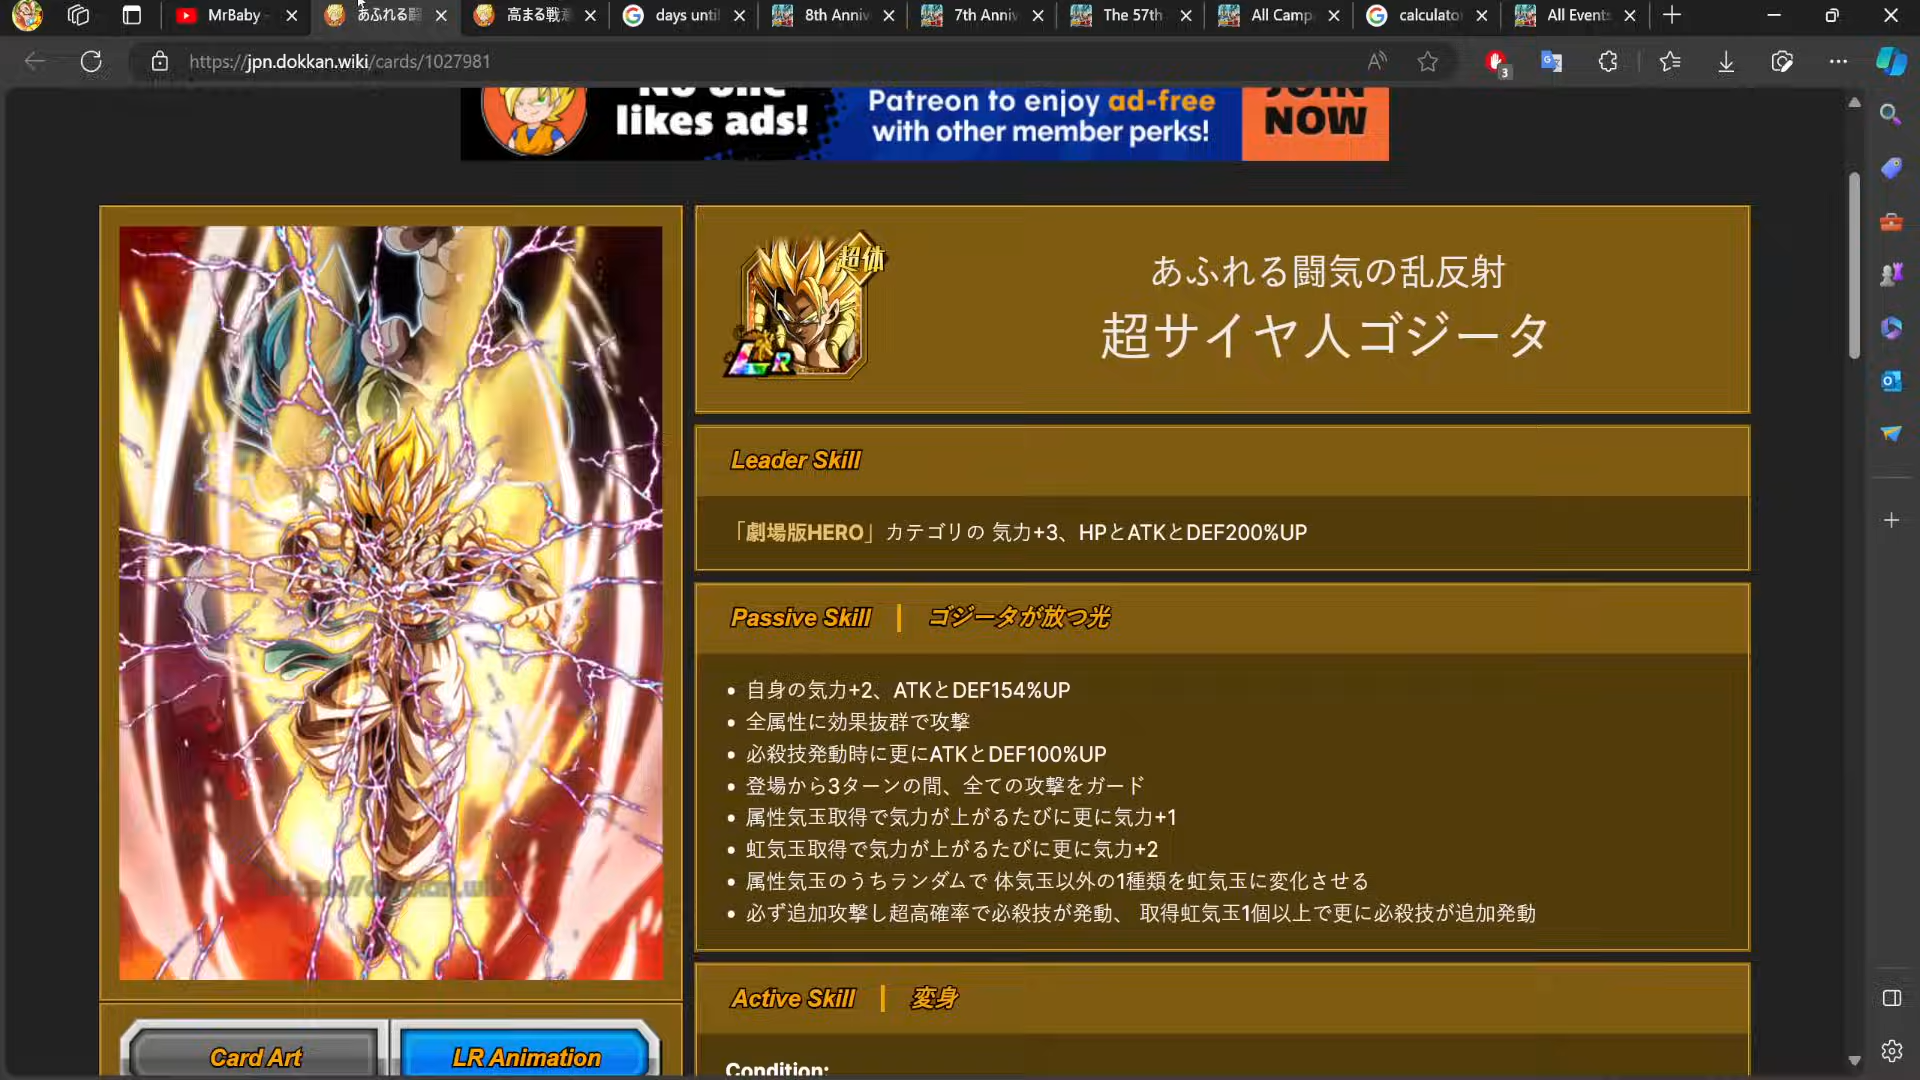 MrBaby
あふれる闘
高まる戦意
days until
8th Anniv
7th Anniv
The 57th
All Camp
calculator
All Events
https://jpn.dokkan.wiki/cards/1027981
3
No one
likes ads!
Patreon to enjoy ad-free
with other member perks!
JOIN
NOW
超体
LR
あふれる闘気の乱反射
超サイヤ人ゴジータ
Leader Skill
「劇場版HERO」カテゴリの 気力+3、HPとATKとDEF200%UP
Passive Skill | ゴジータが放つ光
• 自身の気力+2、ATKとDEF154%UP
• 全属性に効果抜群で攻撃
• 必殺技発動時に更にATKとDEF100%UP
• 登場から3ターンの間、全ての攻撃をガード
• 属性気玉取得で気力が上がるたびに更に気力+1
• 虹気玉取得で気力が上がるたびに更に気力+2
• 属性気玉のうちランダムで 体気玉以外の1種類を虹気玉に変化させる
• 必ず追加攻撃し超高確率で必殺技が発動、 取得虹気玉1個以上で更に必殺技が追加発動
Active Skill | 変身
Condition:
Card Art
LR Animation